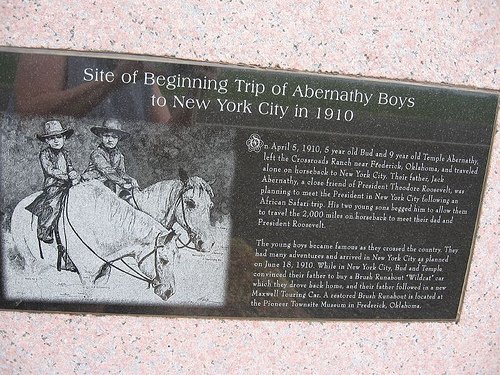 Site of Beginning Trip of Abernathy Boys
to New York City in 1910
On April 5, 1910, 5 year old Bud and 9 year old Temple Abernathy,
left the Crossroads Ranch near Frederick, Oklahoma, and traveled
alone on horseback to New York City. Their father, Jack
Abernathy, a close friend of President Theodore Roosevelt, was
planning to meet the President in New York City following an
African Safari trip. His two young sons begged him to allow them
to travel the 2,000 miles on horseback to meet their dad and
President Roosevelt.
The young boys became famous as they crossed the country. They
had many adventures and arrived in New York City as planned
on June 18, 1910. While in New York City, Bud and Temple
convinced their father to buy a Brush Runabout "Wildcat" car
which they drove back home, and their father followed in a new
Maxwell Touring Car. A restored Brush Runabout is located at
the Pioneer Townsite Museum in Frederick, Oklahoma.